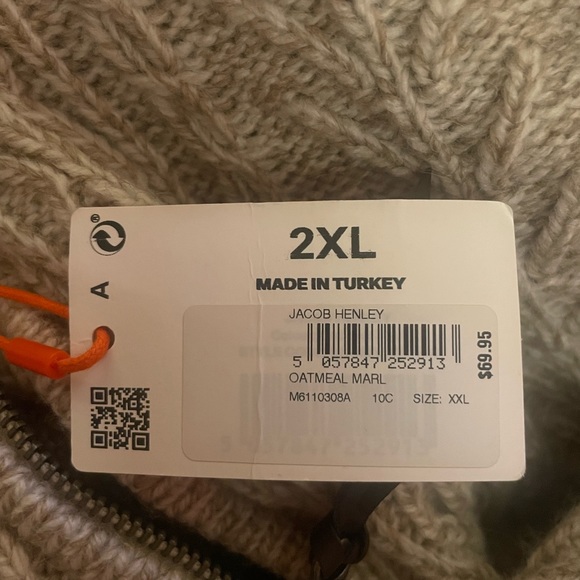 2XL
MADE IN TURKEY
JACOB HENLEY
5 057847 252913
OATMEAL MARL
M6110308A 10C SIZE: XXL
$69.95
A
®